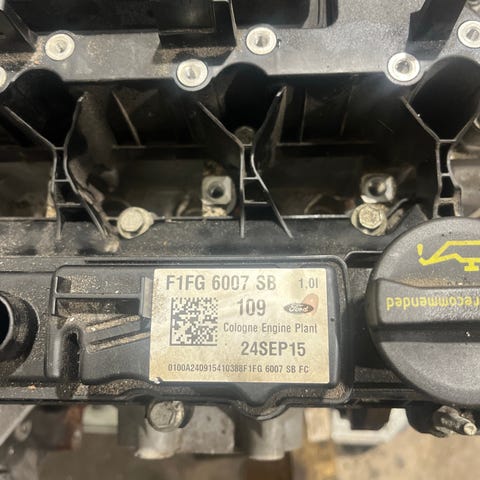 F1FG 6007 SB 1,0l
109 Ford
Cologne Engine Plant
24SEP15
0100A240915410388F1FG 6007 SB FC
recommended